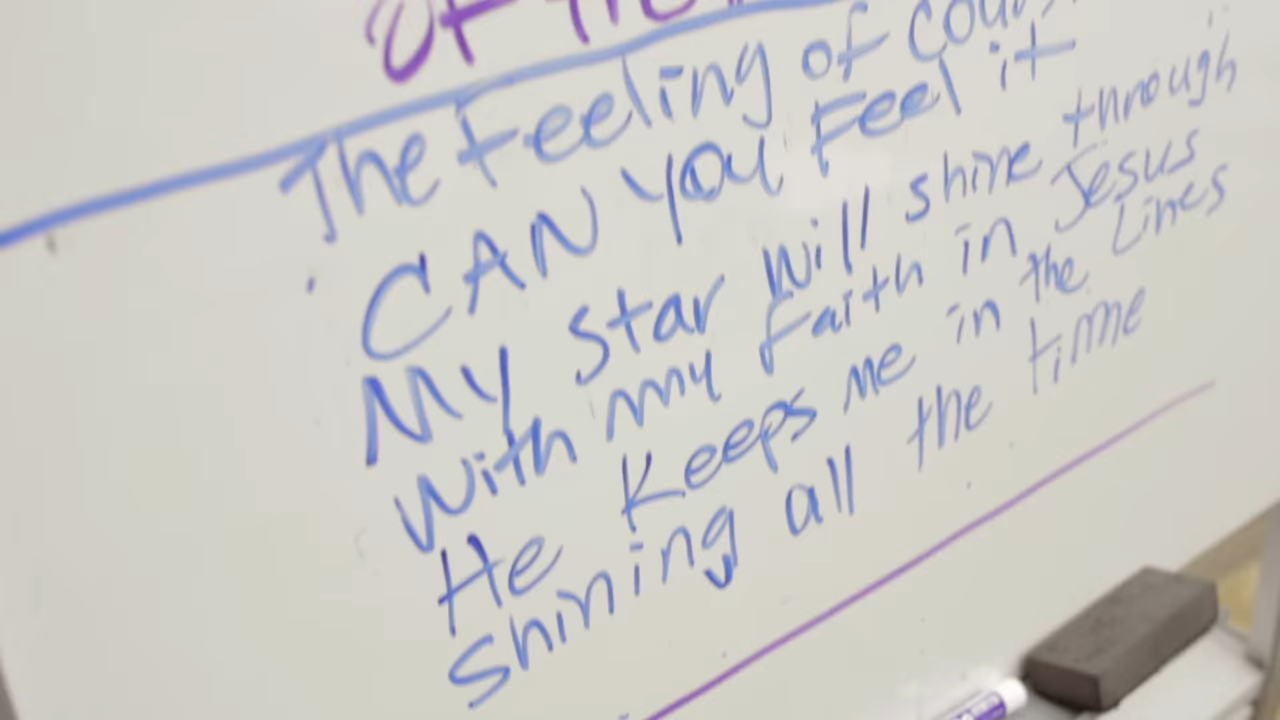 The Feeling of
CAN you Feel it
My Star will shine through
with my faith in Jesus
He Keeps me in the Lines
Shining all the time